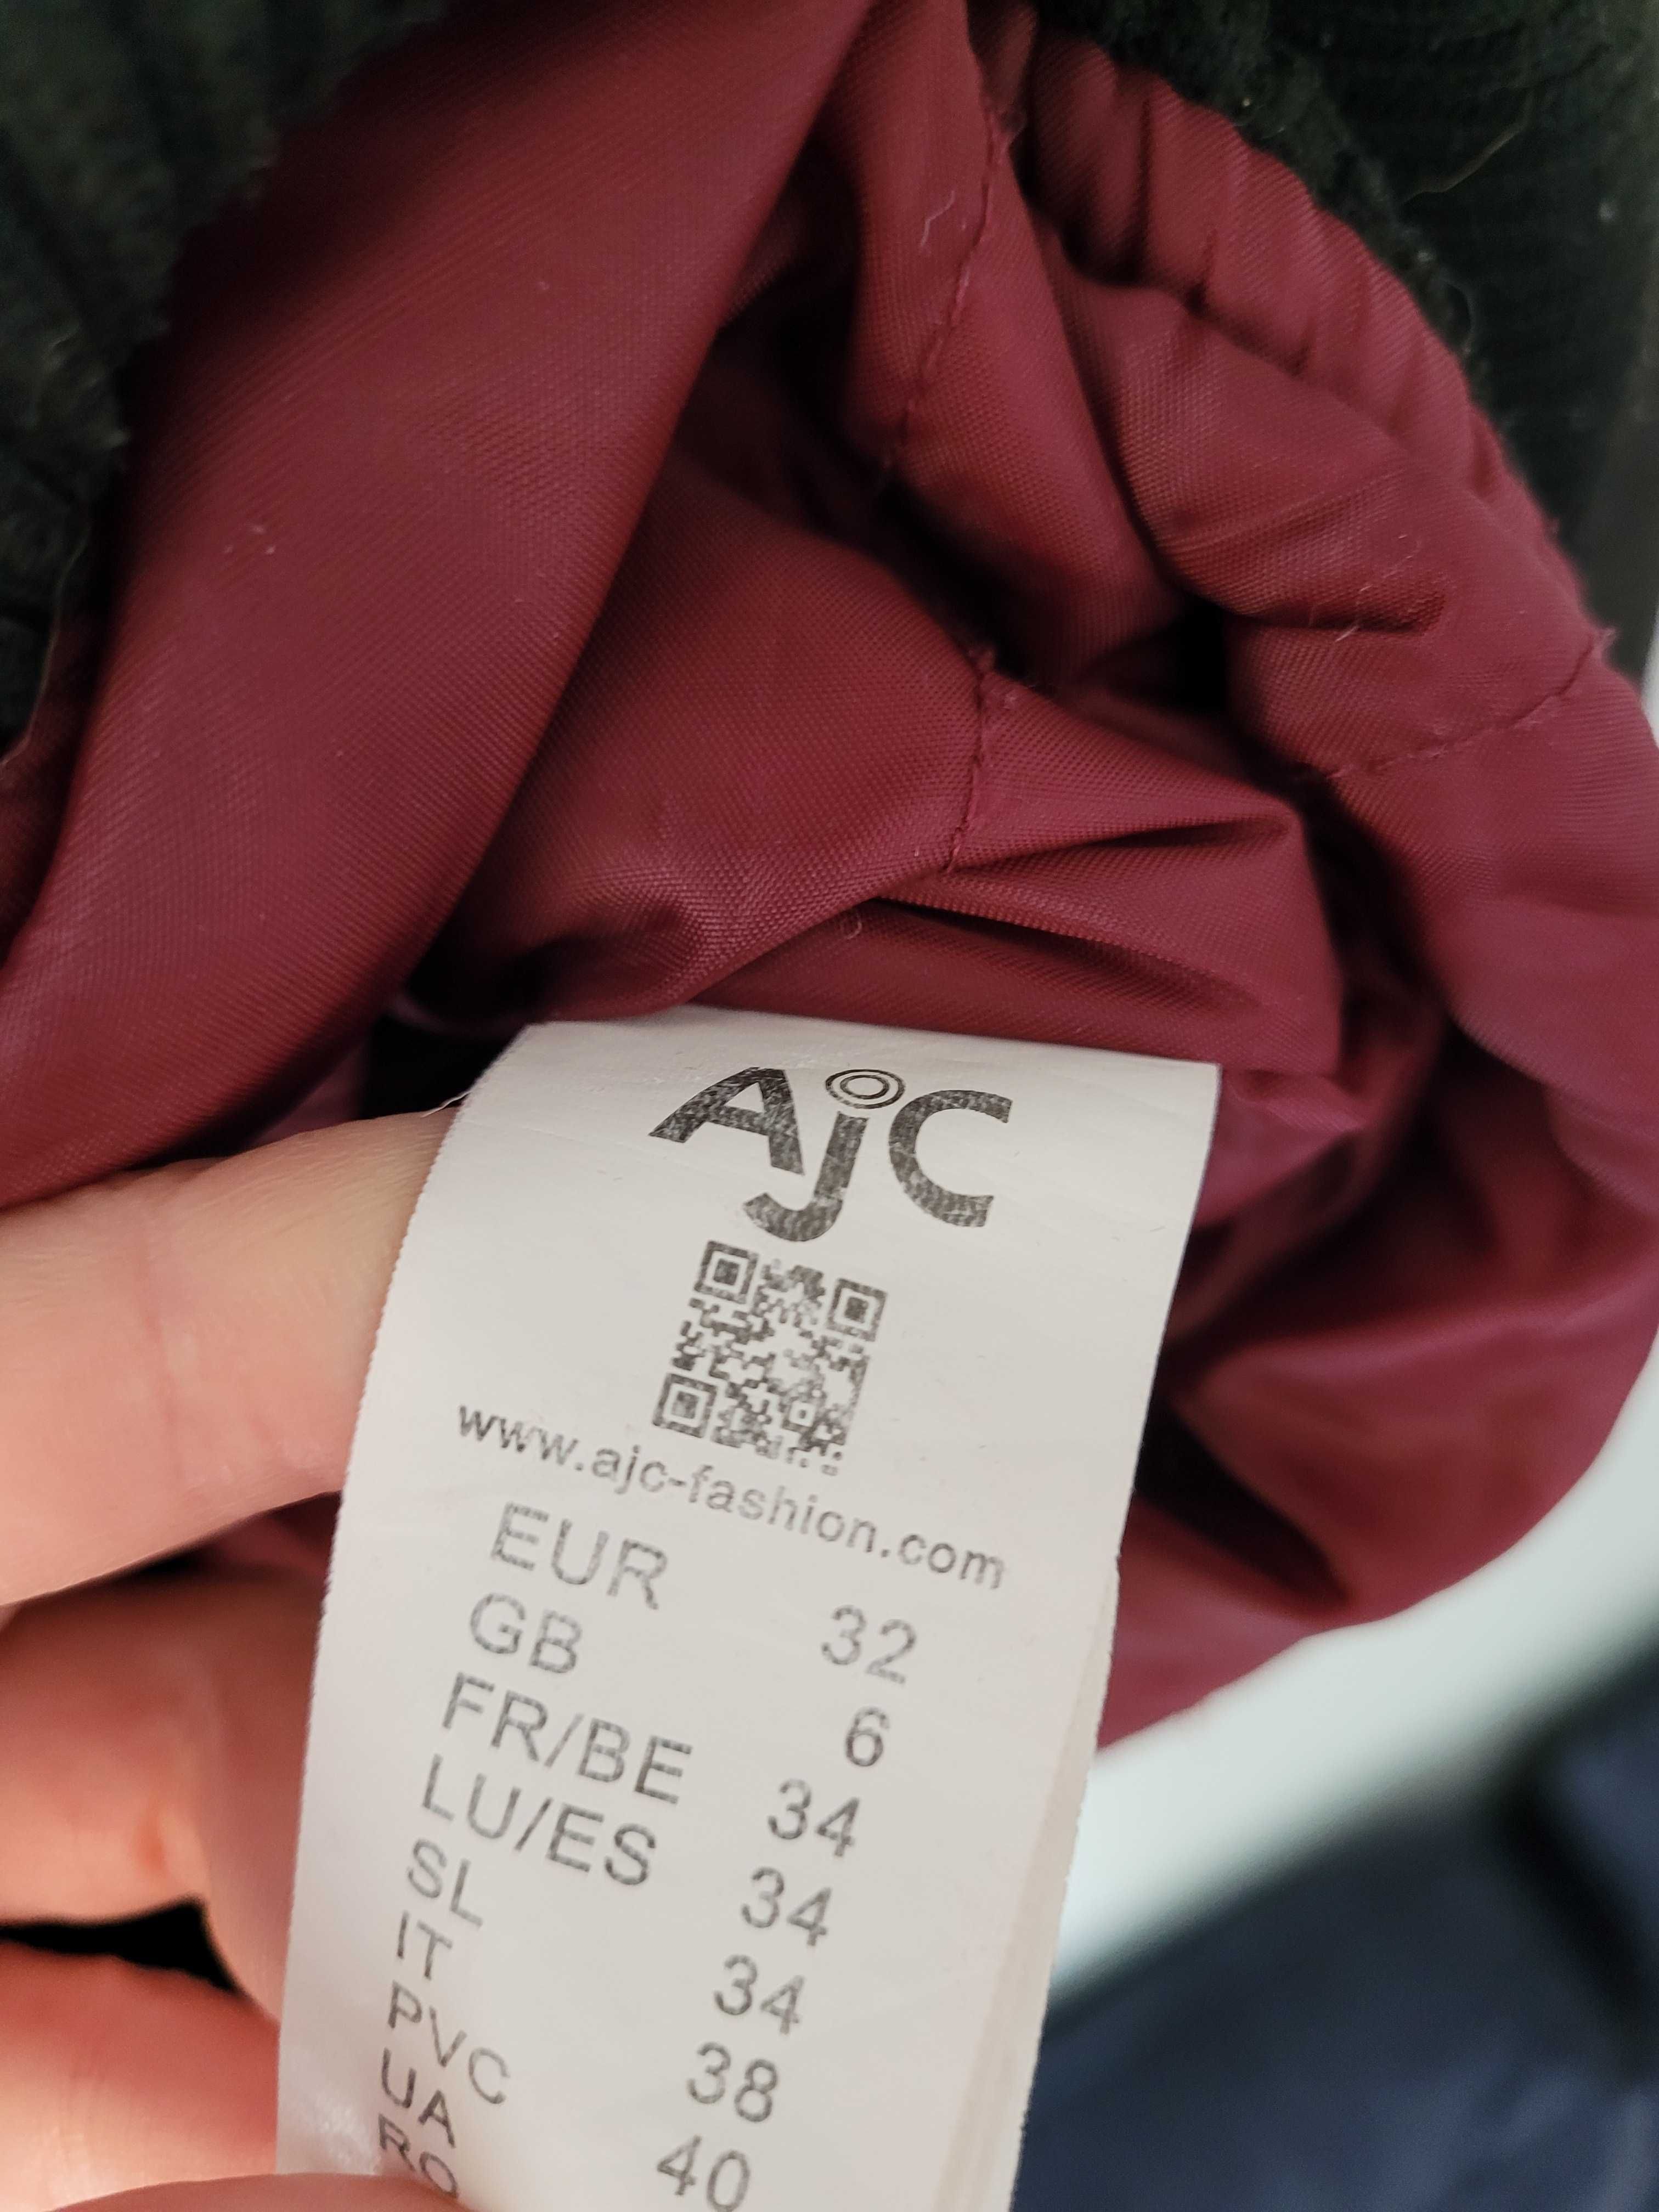 AjC
www.ajc-fashion.com
EUR 32
GB 6
FR/BE 34
LU/ES 34
SL 34
IT 38
PVC 40
UA
RO